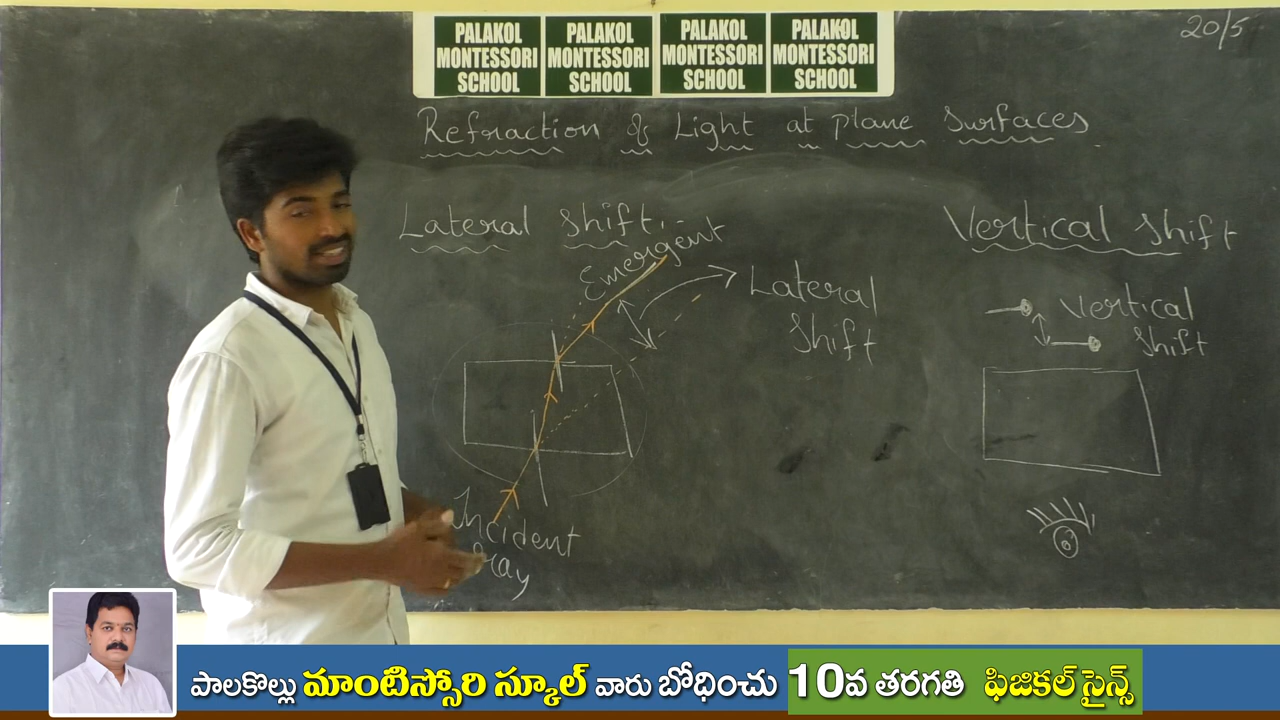 PALAKOL MONTESSORI SCHOOL
PALAKOL MONTESSORI SCHOOL
PALAKOL MONTESSORI SCHOOL
PALAKOL MONTESSORI SCHOOL
20/5
Refraction of Light at plane surfaces
Lateral shift:-
Emergent
Lateral
shift
Incident
ray
Vertical shift
Vertical
shift
పాలకొల్లు మాంటిస్సోరి స్కూల్ వారు బోధించు 10వ తరగతి ఫిజికల్ సైన్స్